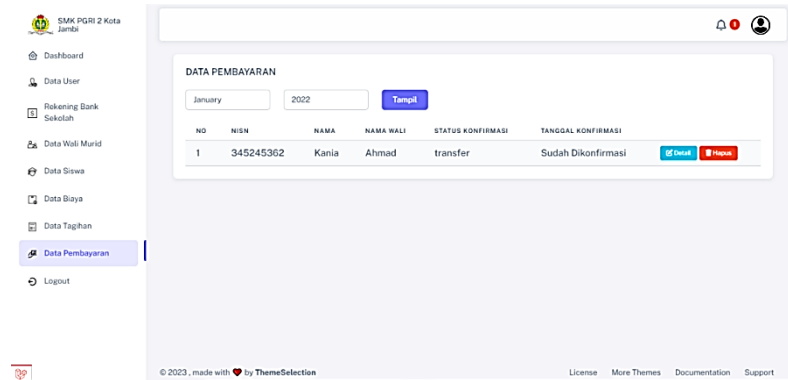 SMK PGRI 2 Kota
Jambi
Dashboard
Data User
Rekening Bank
Sekolah
Data Wali Murid
Data Siswa
Data Biaya
Data Tagihan
Data Pembayaran
Logout
DATA PEMBAYARAN
January 2022 Tampil
NO NISN NAMA NAMA WALI STATUS KONFIRMASI TANGGAL KONFIRMASI
1 345245362 Kania Ahmad transfer Sudah Dikonfirmasi Detail Hapus
© 2023 , made with ❤ by ThemeSelection License More Themes Documentation Support